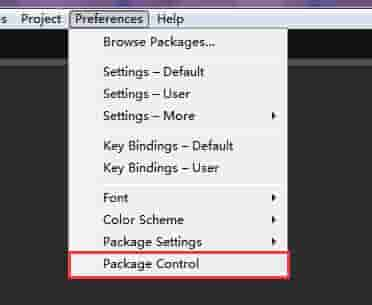 s Project Preferences Help
Browse Packages...
Settings – Default
Settings – User
Settings – More
Key Bindings – Default
Key Bindings – User
Font
Color Scheme
Package Settings
Package Control